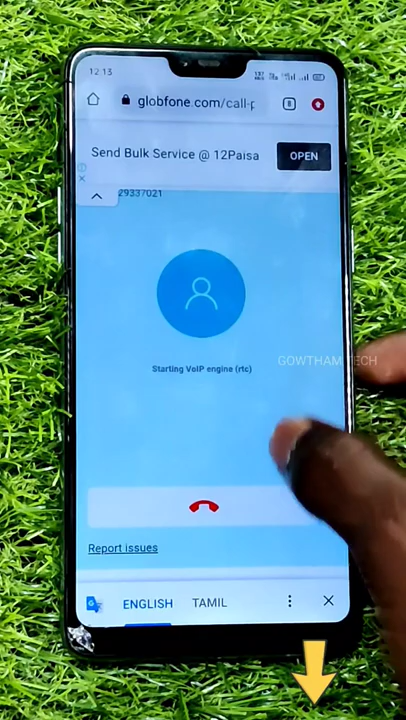 12:13
globfone.com/call-p
8
Send Bulk Service @ 12Paisa
OPEN
29337021
Starting VoIP engine (rtc)
GOWTHAM TECH
Report issues
ENGLISH
TAMIL